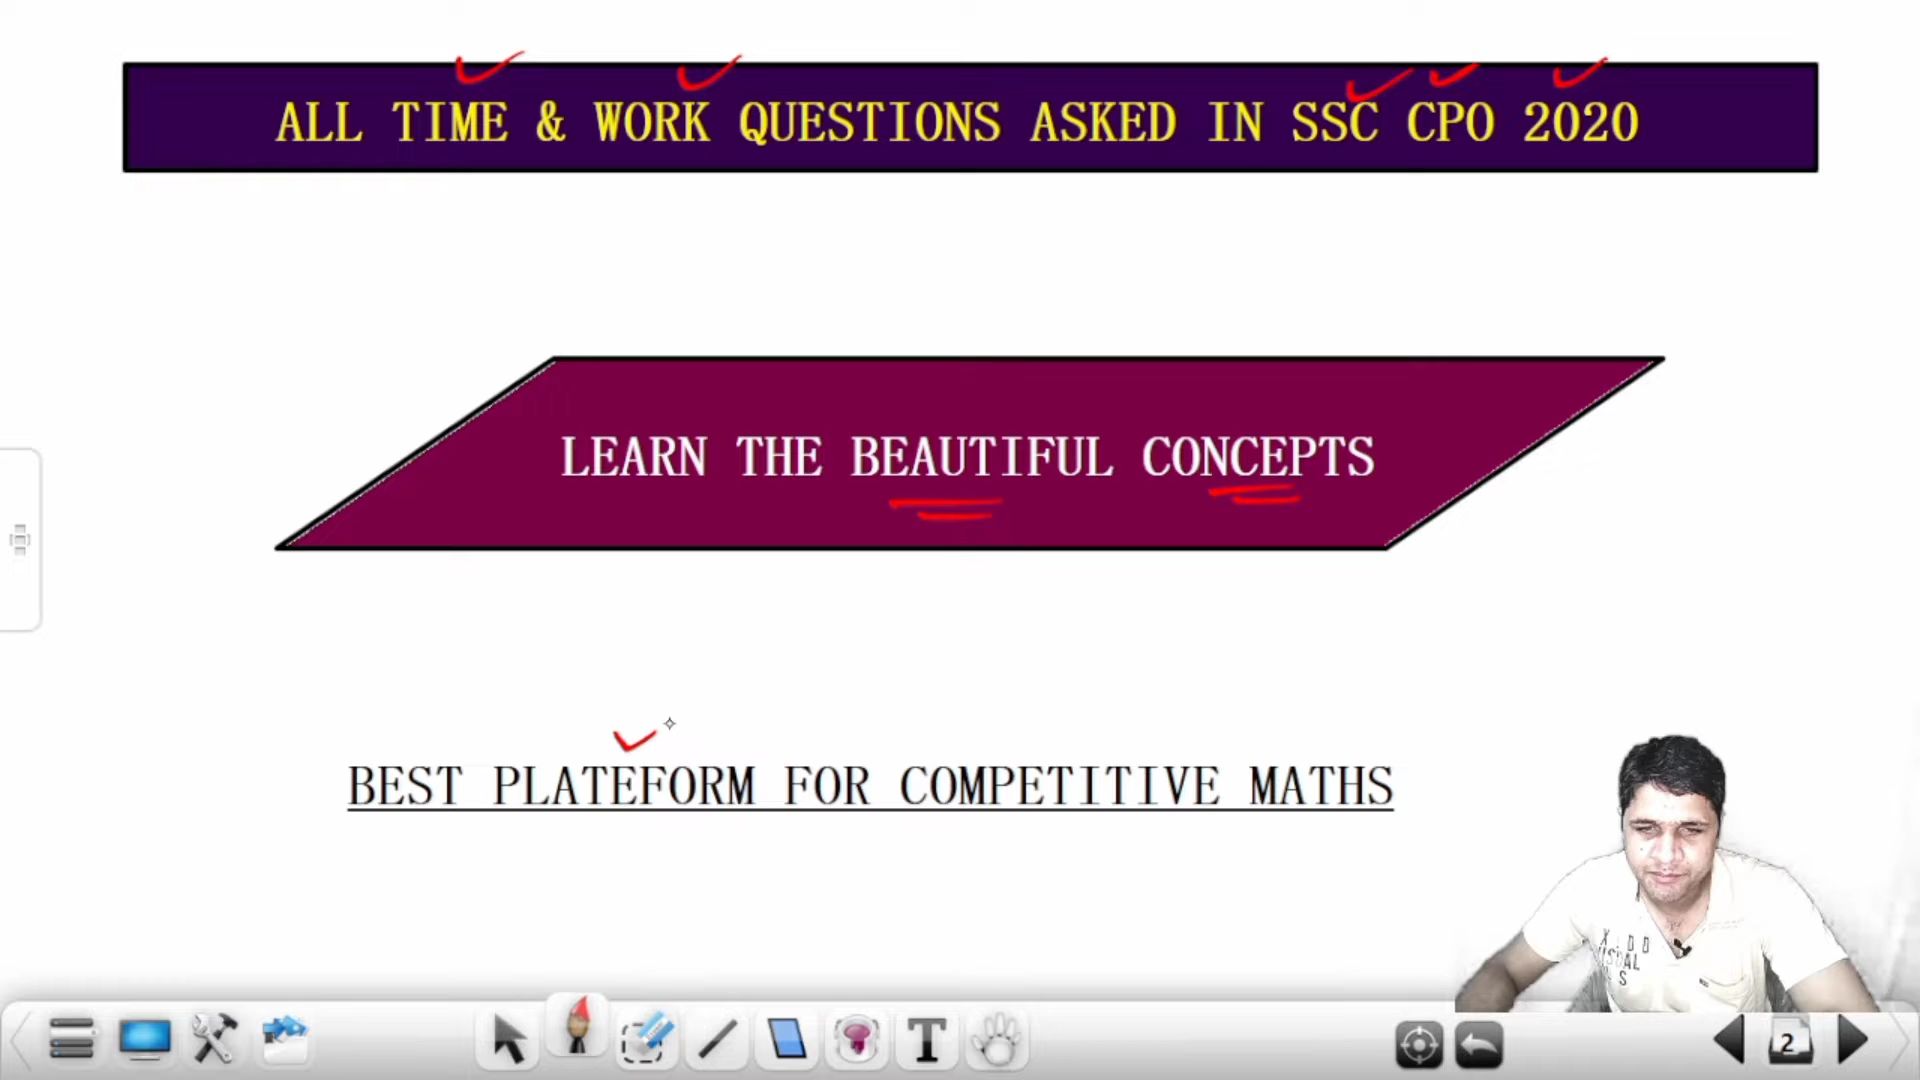 ALL TIME & WORK QUESTIONS ASKED IN SSC CPO 2020
LEARN THE BEAUTIFUL CONCEPTS
BEST PLATEFORM FOR COMPETITIVE MATHS
T
2